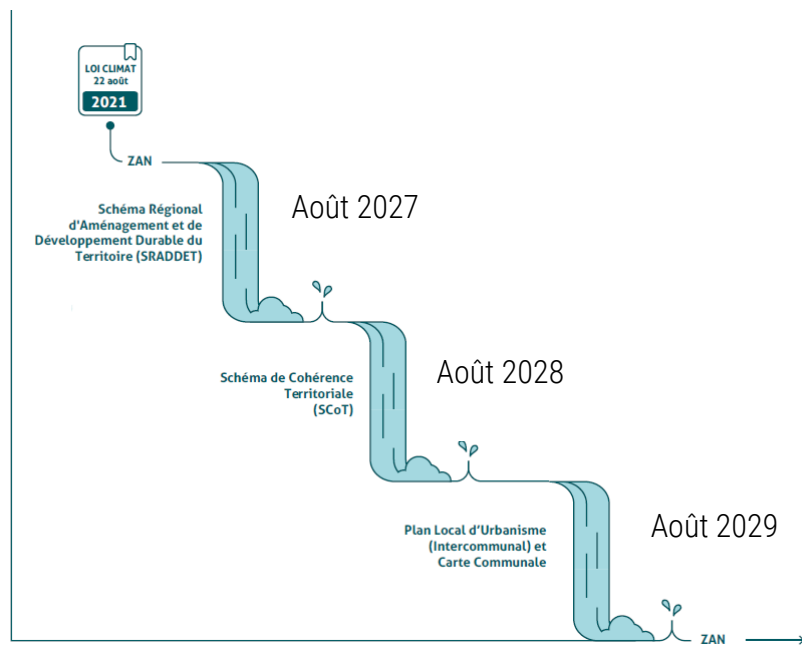 LOI CLIMAT
22 août
2021
ZAN
Schéma Régional
d'Aménagement et de
Développement Durable du
Territoire (SRADDET)
Août 2027
Schéma de Cohérence
Territoriale
(SCoT)
Août 2028
Plan Local d’Urbanisme
(Intercommunal) et
Carte Communale
Août 2029
ZAN